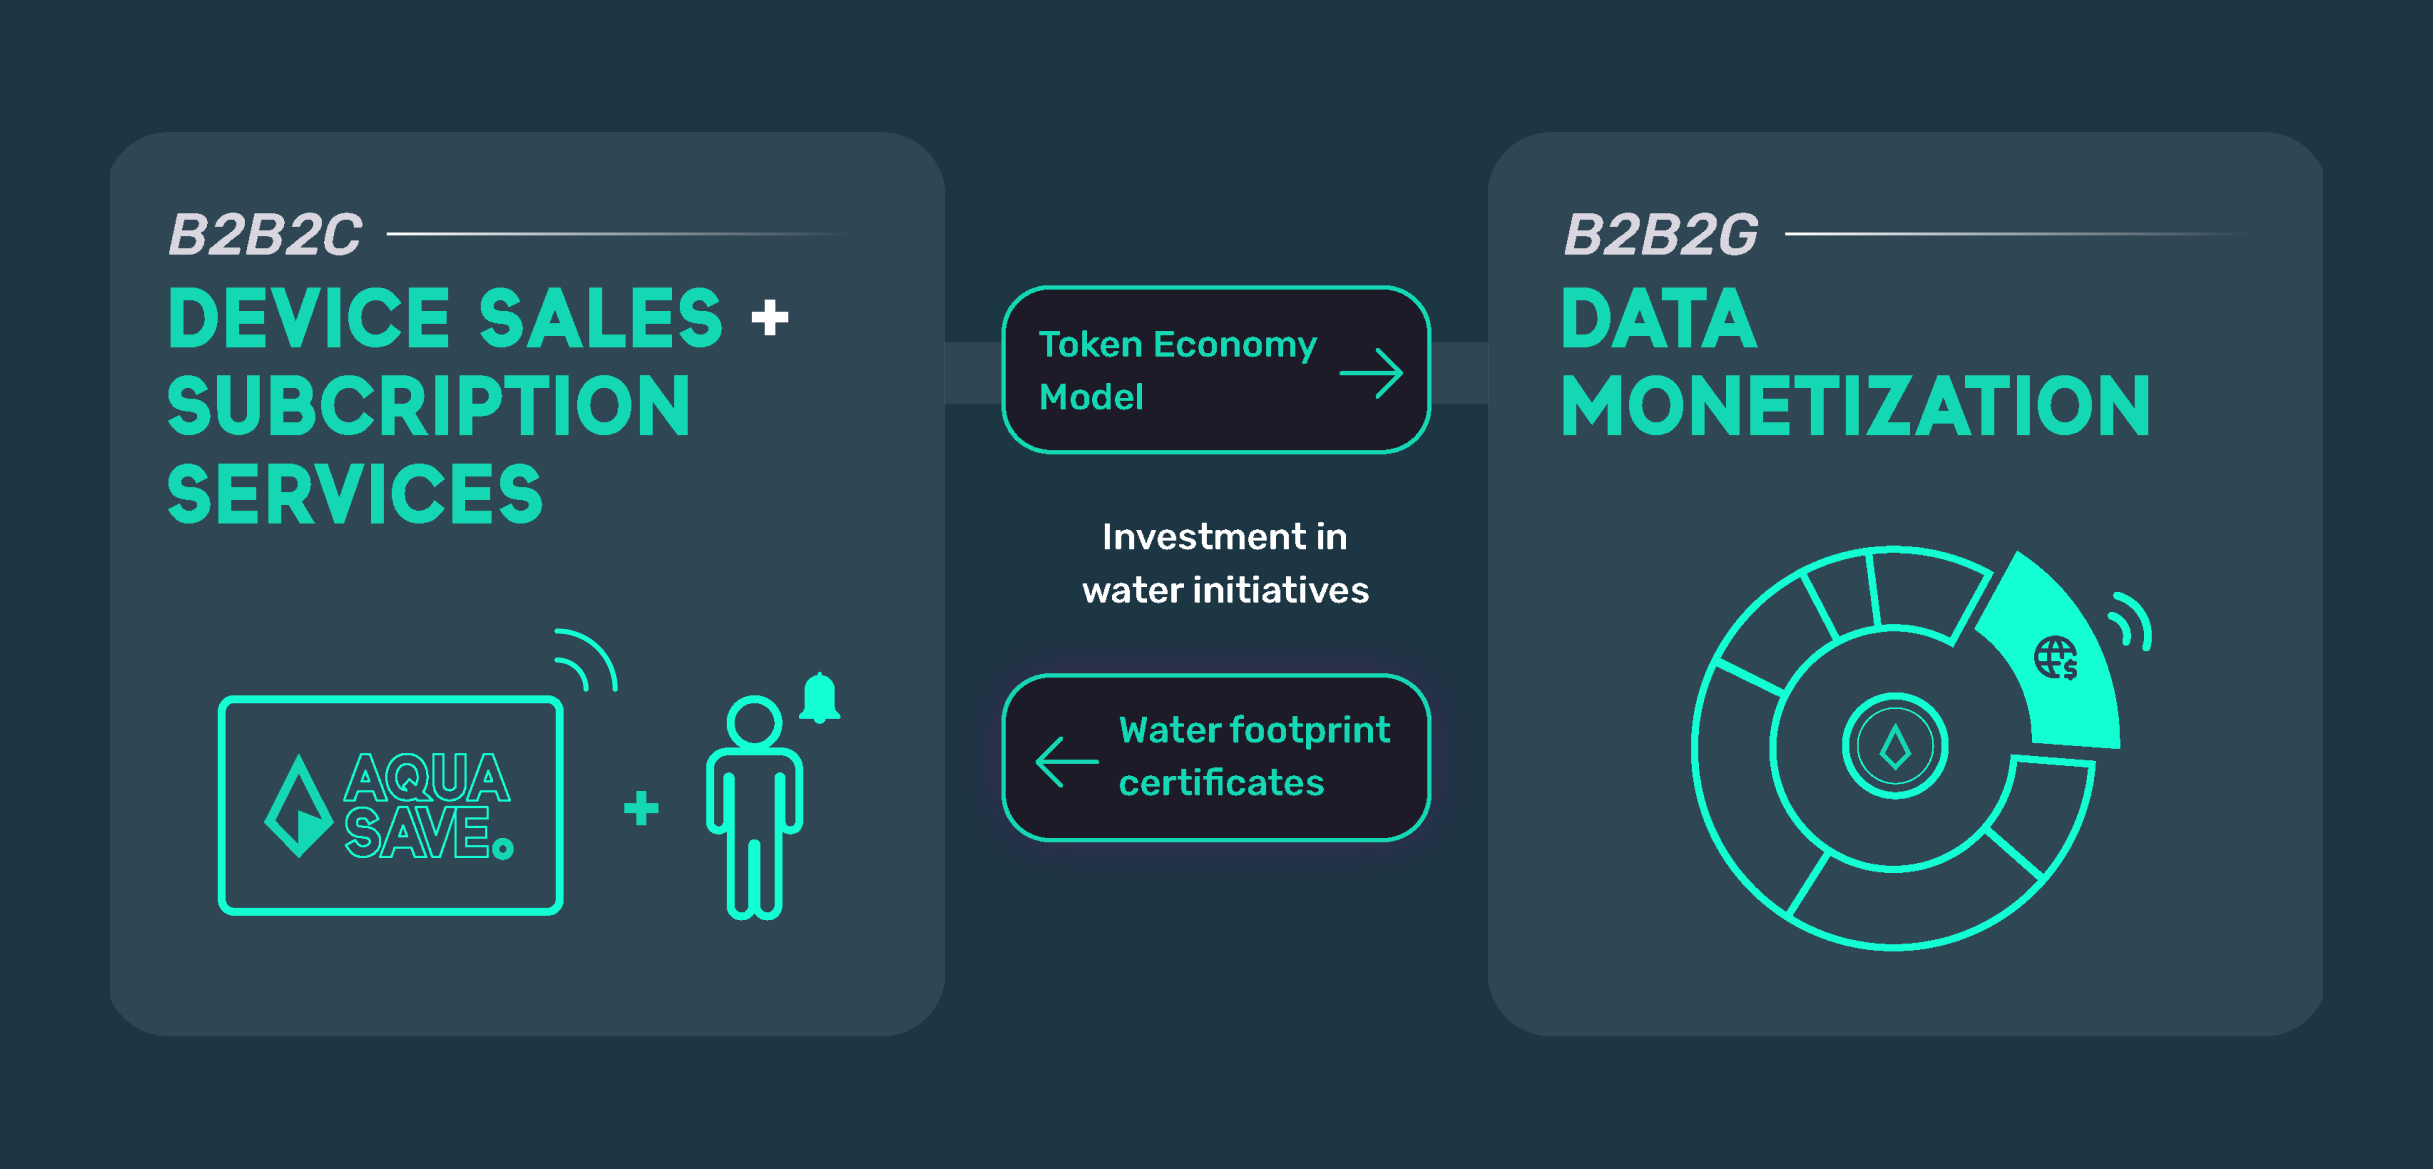 B2B2C
DEVICE SALES +
SUBCRIPTION
SERVICES
AQUA
SAVE
+
Token Economy
Model
Investment in
water initiatives
Water footprint
certificates
B2B2G
DATA
MONETIZATION
$